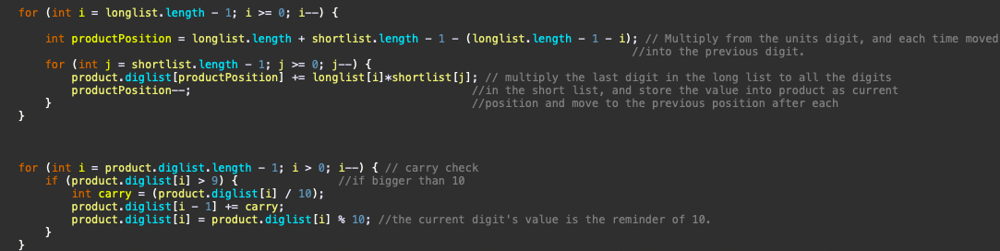 for (int i = longlist.length - 1; i >= 0; i--) {
int productPosition = longlist.length + shortlist.length - 1 - (longlist.length - 1 - i); // Multiply from the units digit, and each time moved
//into the previous digit.
for (int j = shortlist.length - 1; j >= 0; j--) {
product.diglist[productPosition] += longlist[i]*shortlist[j]; // multiply the last digit in the long list to all the digits
productPosition--; //in the short list, and store the value into product as current
} //position and move to the previous position after each
}
for (int i = product.diglist.length - 1; i > 0; i--) { // carry check
if (product.diglist[i] > 9) { //if bigger than 10
int carry = (product.diglist[i] / 10);
product.diglist[i - 1] += carry;
product.diglist[i] = product.diglist[i] % 10; //the current digit's value is the reminder of 10.
}
}